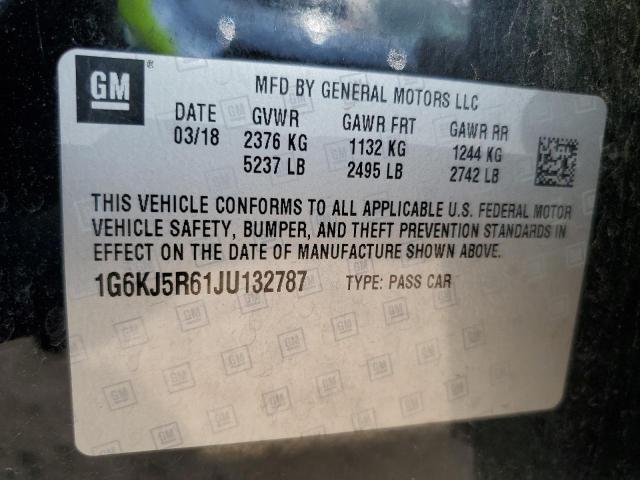 GM®
MFD BY GENERAL MOTORS LLC
DATE GVWR GAWR FRT GAWR RR
03/18 2376 KG 1132 KG 1244 KG
5237 LB 2495 LB 2742 LB
THIS VEHICLE CONFORMS TO ALL APPLICABLE U.S. FEDERAL MOTOR
VEHICLE SAFETY, BUMPER, AND THEFT PREVENTION STANDARDS IN
EFFECT ON THE DATE OF MANUFACTURE SHOWN ABOVE.
1G6KJ5R61JU132787 TYPE: PASS CAR